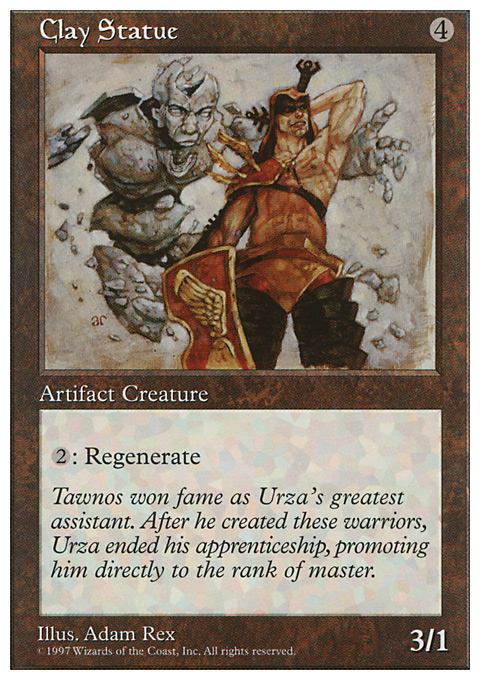 Clay Statue 4
ar
Artifact Creature
2: Regenerate
Tawnos won fame as Urza's greatest
assistant. After he created these warriors,
Urza ended his apprenticeship, promoting
him directly to the rank of master.
Illus. Adam Rex
©1997 Wizards of the Coast, Inc. All rights reserved.
3/1